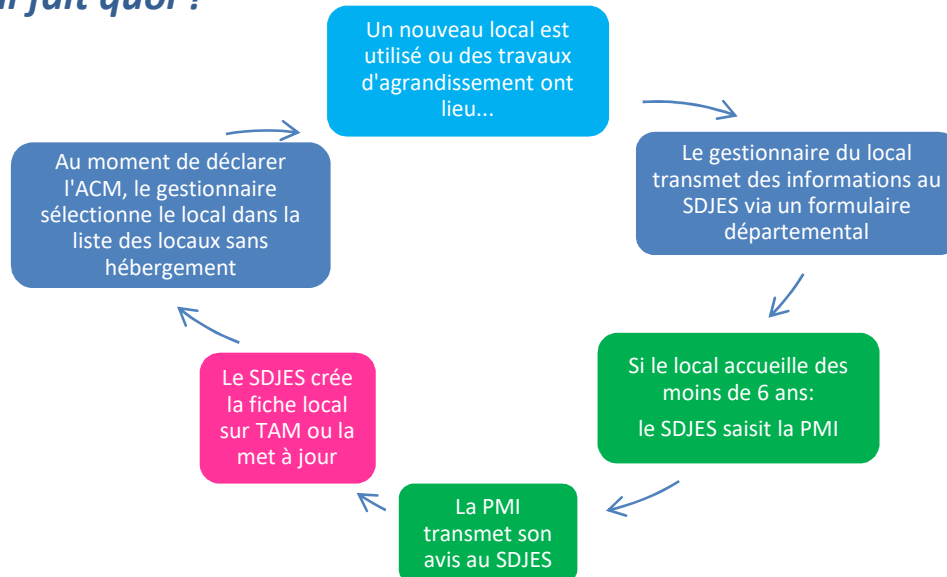 fait quoi ?
Un nouveau local est
utilisé ou des travaux
d'agrandissement ont
lieu...
Le gestionnaire du local
transmet des informations au
SDJES via un formulaire
départemental
Si le local accueille des
moins de 6 ans:
le SDJES saisit la PMI
La PMI
transmet son
avis au SDJES
Le SDJES crée
la fiche local
sur TAM ou la
met à jour
Au moment de déclarer
l'ACM, le gestionnaire
sélectionne le local dans la
liste des locaux sans
hébergement